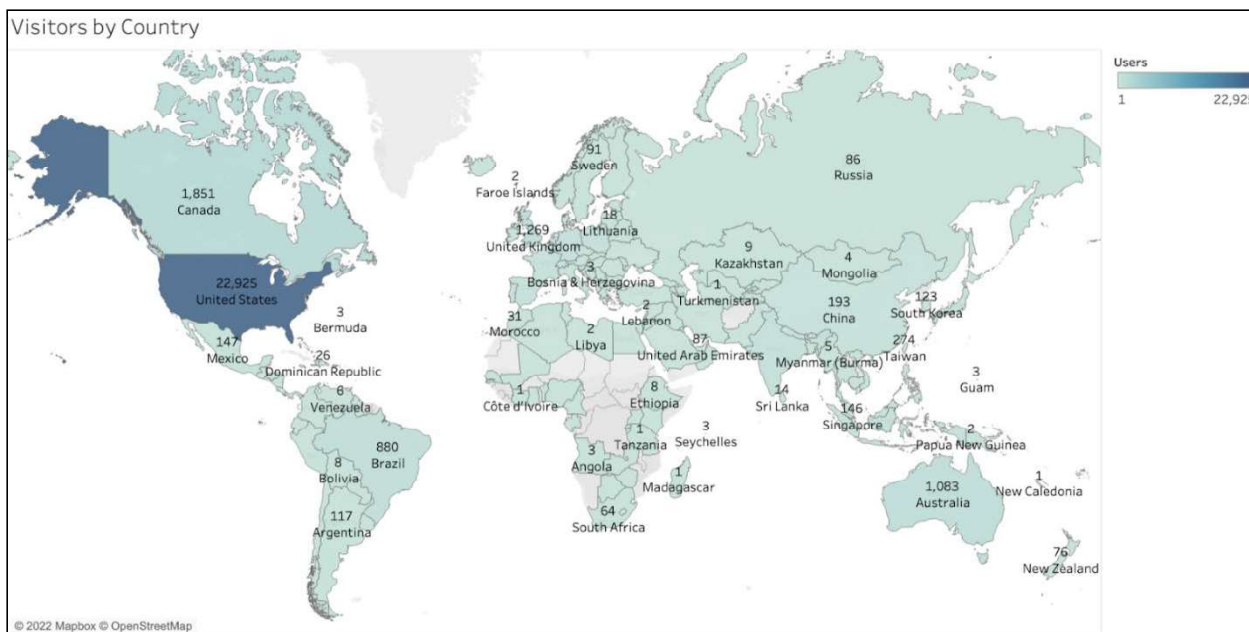 Visitors by Country
Users
1 22,925
91
Sweden
86
Russia
2
Faroe Islands
1,851
Canada
18
Lithuania
1,269
United Kingdom
9
Kazakhstan
4
Mongolia
3
Bosnia & Herzegovina
22,925
United States
1
Turkmenistan
193
China
123
South Korea
3
Bermuda
31
Morocco
2
Lebanon
2
Libya
147
Mexico
87
United Arab Emirates
5
Myanmar (Burma)
274
Taiwan
26
Dominican Republic
3
Guam
6
Venezuela
1
Côte d'Ivoire
8
Ethiopia
14
Sri Lanka
146
Singapore
880
Brazil
1
Tanzania
3
Seychelles
2
Papua New Guinea
8
Bolivia
3
Angola
1
Madagascar
1,083
Australia
1
New Caledonia
117
Argentina
64
South Africa
76
New Zealand
© 2022 Mapbox © OpenStreetMap